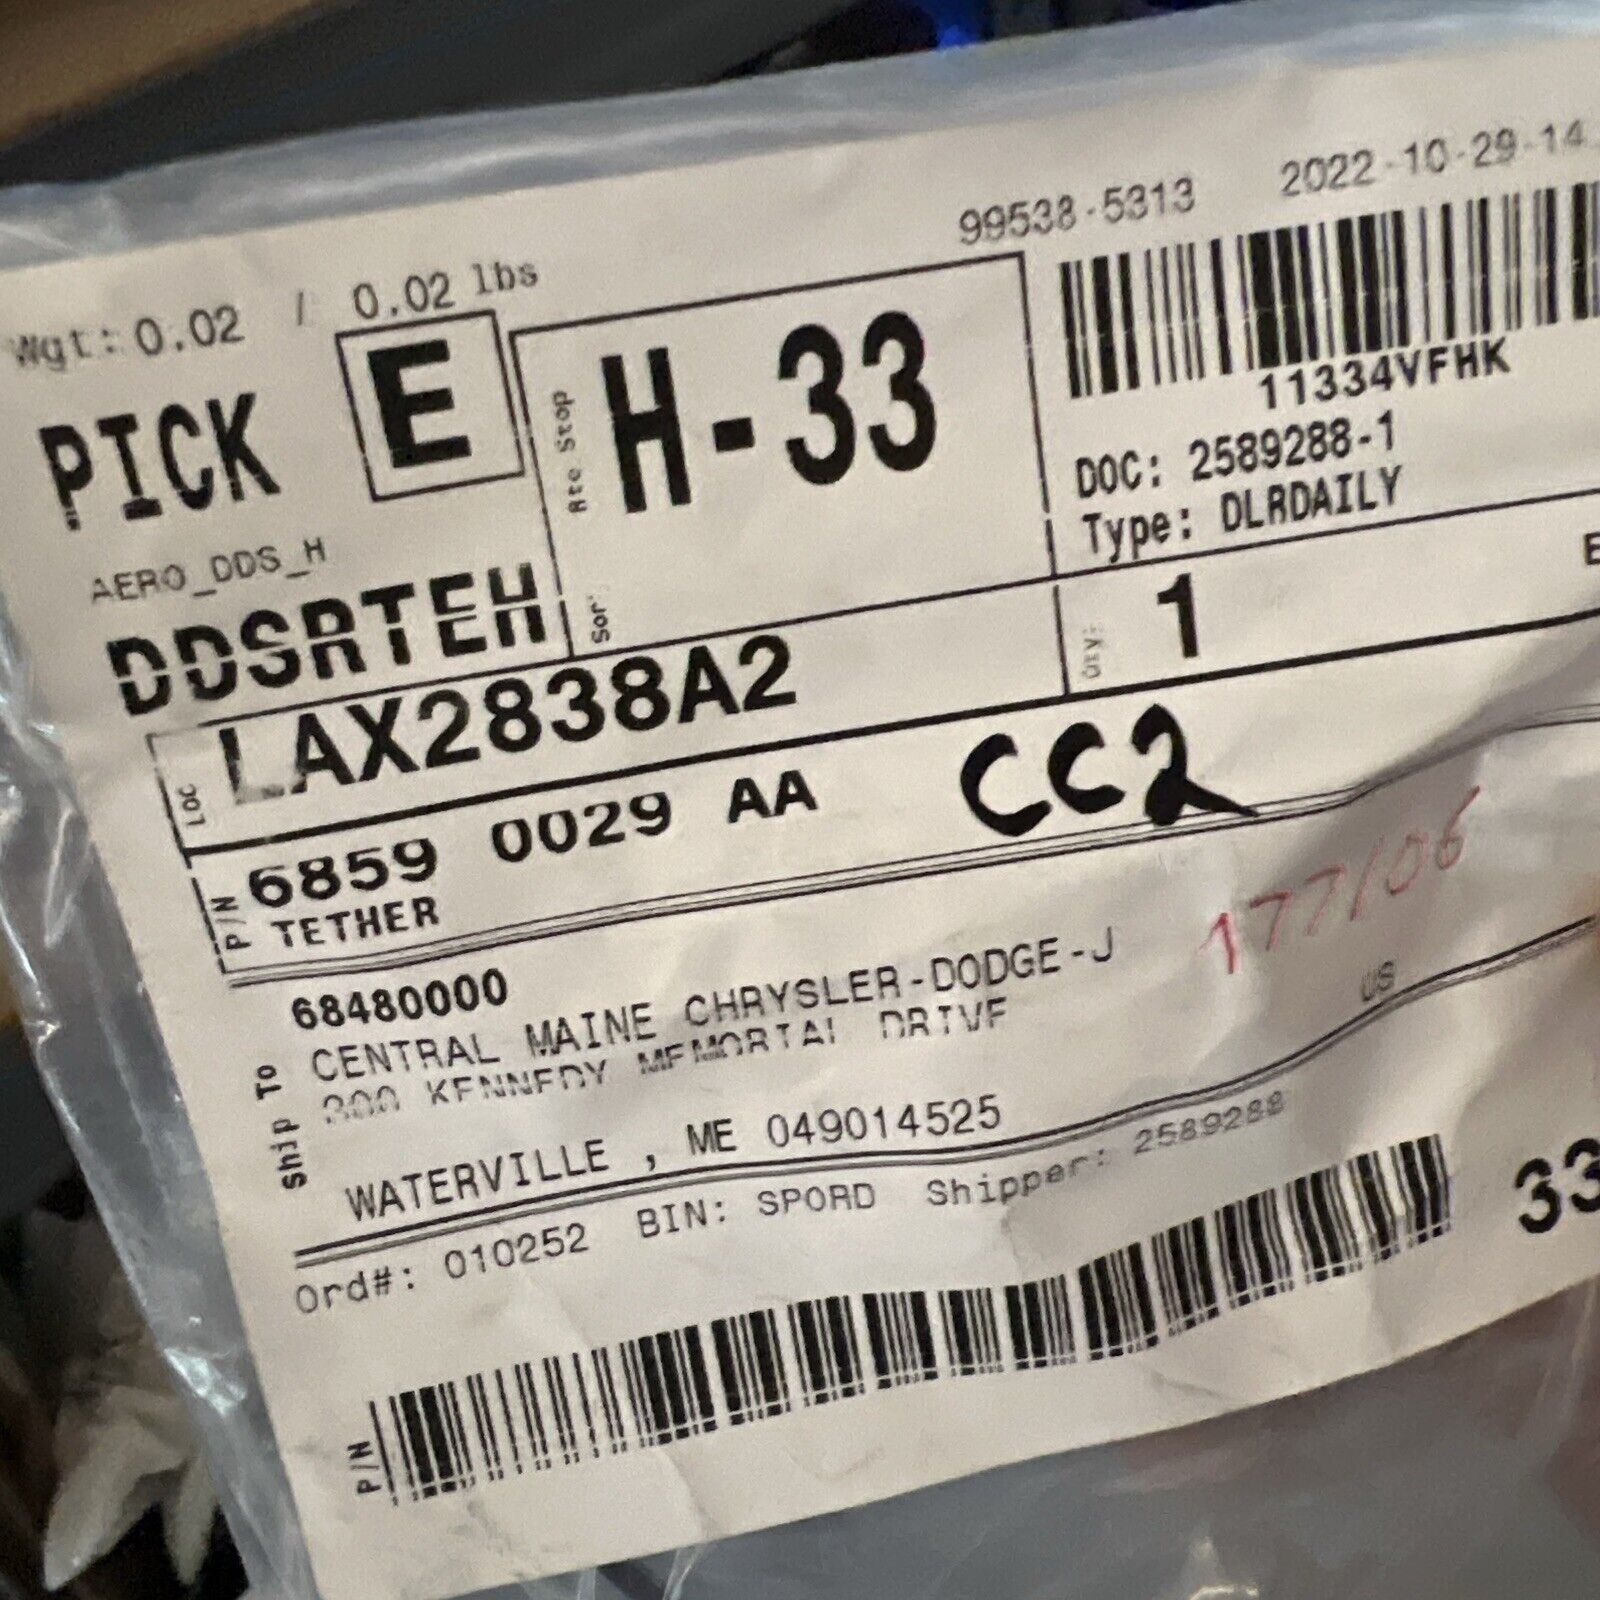 99538-5313 2022-10-29-14
Wgt: 0.02 / 0.02 lbs
PICK E
Rte Stop H-33
11334VFHK
DOC: 2589288-1
Type: DLRDAILY
AERO_DDS_H
DDSRTEH
LOC LAX2838A2
Qty: 1
P/N 6859 0029 AA CC2
TETHER
177/06
Ship To 68480000
CENTRAL MAINE CHRYSLER-DODGE-J
300 KENNEDY MEMORIAL DRIVE
US
WATERVILLE , ME 049014525
Ord#: 010252 BIN: SPORD Shipper: 2589288
33
P/N